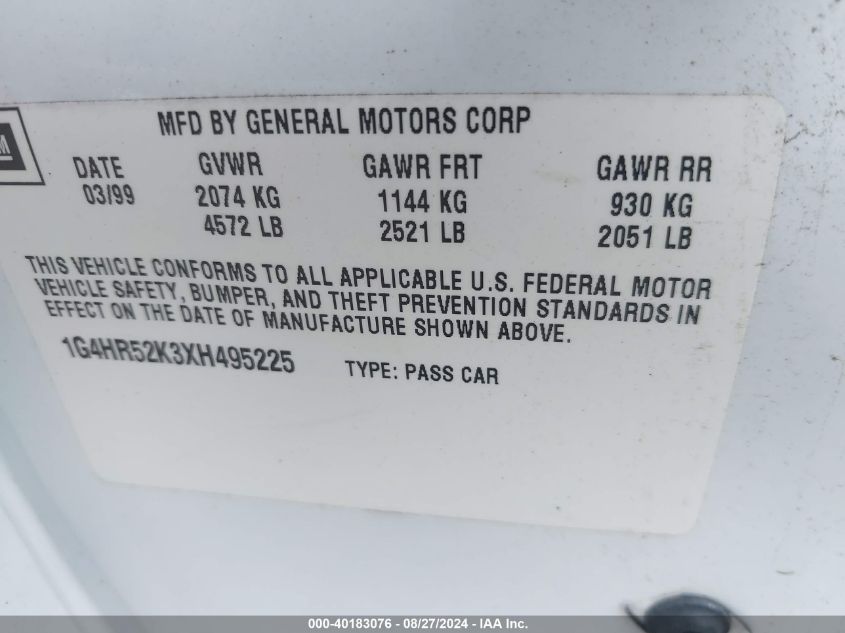 MFD BY GENERAL MOTORS CORP
DATE GVWR GAWR FRT GAWR RR
03/99 2074 KG 1144 KG 930 KG
4572 LB 2521 LB 2051 LB
THIS VEHICLE CONFORMS TO ALL APPLICABLE U.S. FEDERAL MOTOR
VEHICLE SAFETY, BUMPER, AND THEFT PREVENTION STANDARDS IN
EFFECT ON THE DATE OF MANUFACTURE SHOWN ABOVE.
1G4HR52K3XH495225 TYPE: PASS CAR
000-40183076 - 08/27/2024 - IAA Inc.